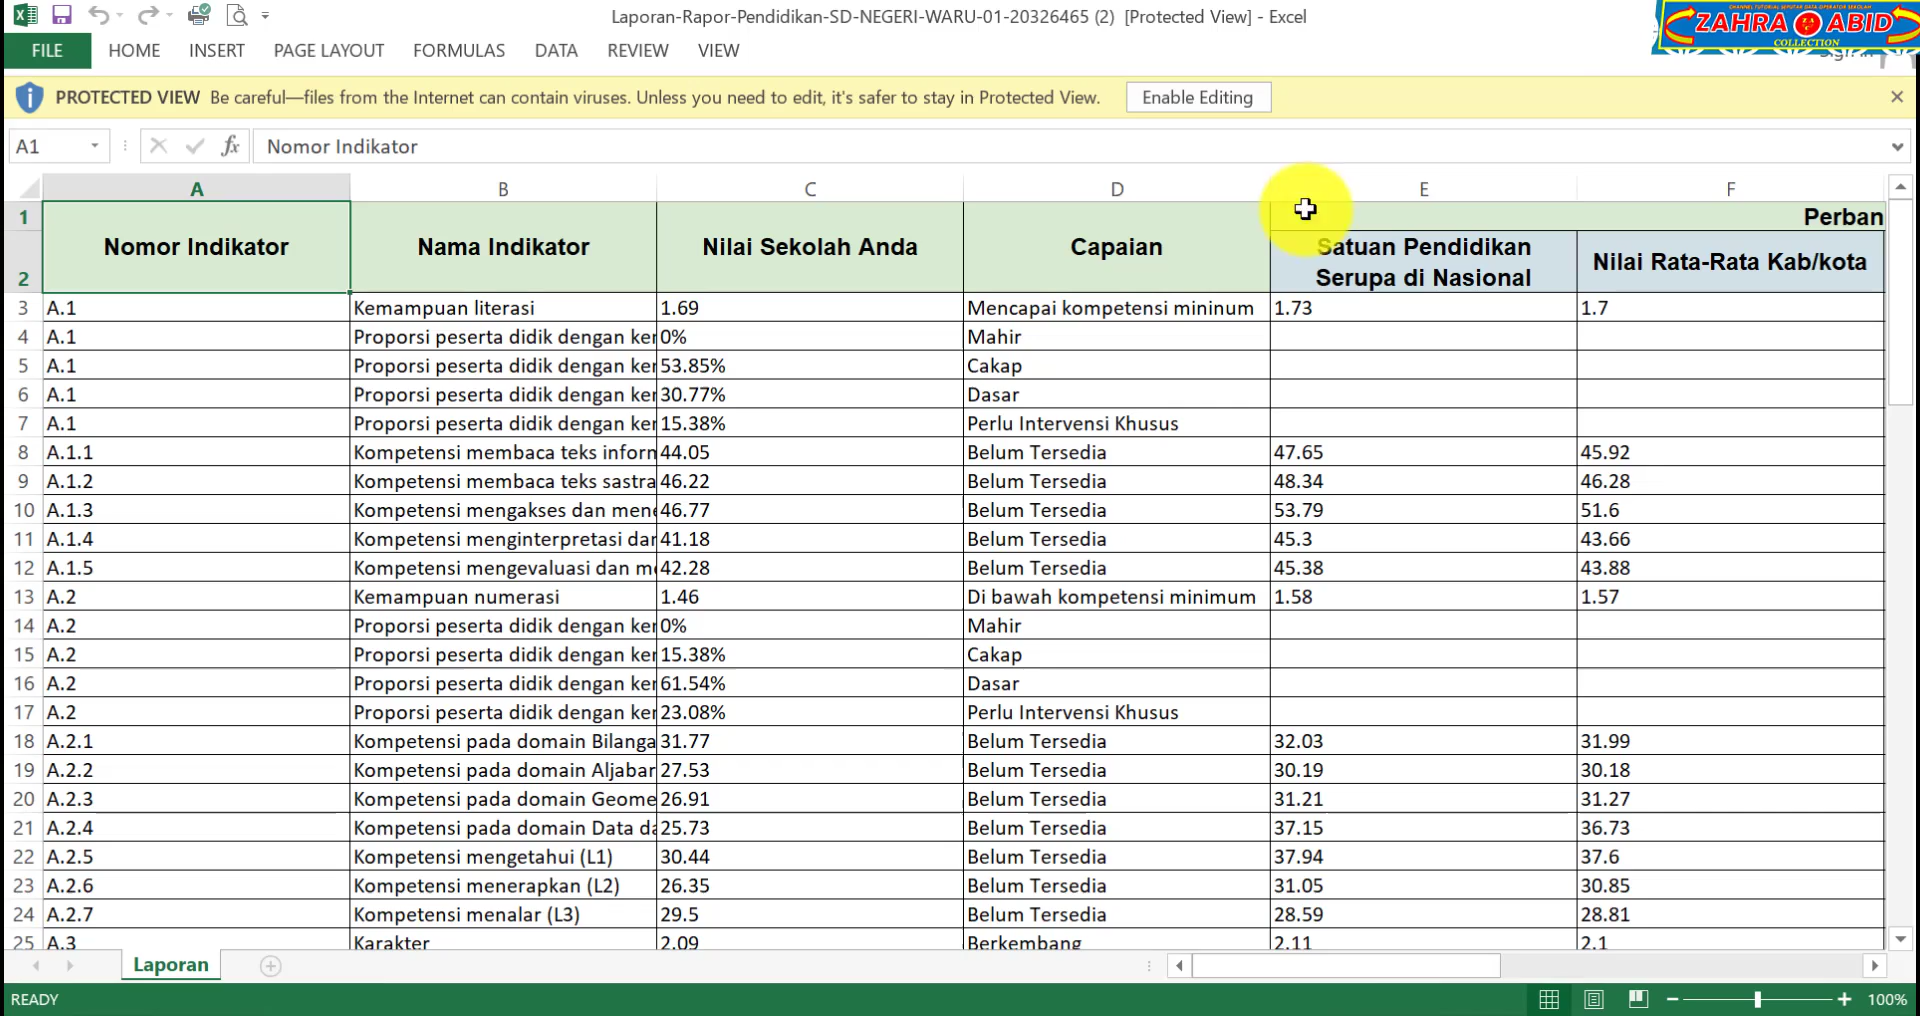 Laporan-Rapor-Pendidikan-SD-NEGERI-WARU-01-20326465 (2) [Protected View] - Excel
CHANNEL TUTORIAL SEPUTAR DATA OPERATOR SEKOLAH
ZAHRA ABID
COLLECTION
FILE HOME INSERT PAGE LAYOUT FORMULAS DATA REVIEW VIEW
PROTECTED VIEW Be careful—files from the Internet can contain viruses. Unless you need to edit, it's safer to stay in Protected View. Enable Editing
A1 fx Nomor Indikator
A B C D E F
1 Perban
Nomor Indikator Nama Indikator Nilai Sekolah Anda Capaian Satuan Pendidikan Serupa di Nasional Nilai Rata-Rata Kab/kota
2
3 A.1 Kemampuan literasi 1.69 Mencapai kompetensi mininum 1.73 1.7
4 A.1 Proporsi peserta didik dengan ker 0% Mahir
5 A.1 Proporsi peserta didik dengan ker 53.85% Cakap
6 A.1 Proporsi peserta didik dengan ker 30.77% Dasar
7 A.1 Proporsi peserta didik dengan ker 15.38% Perlu Intervensi Khusus
8 A.1.1 Kompetensi membaca teks inforn 44.05 Belum Tersedia 47.65 45.92
9 A.1.2 Kompetensi membaca teks sastra 46.22 Belum Tersedia 48.34 46.28
10 A.1.3 Kompetensi mengakses dan mene 46.77 Belum Tersedia 53.79 51.6
11 A.1.4 Kompetensi menginterpretasi dar 41.18 Belum Tersedia 45.3 43.66
12 A.1.5 Kompetensi mengevaluasi dan me 42.28 Belum Tersedia 45.38 43.88
13 A.2 Kemampuan numerasi 1.46 Di bawah kompetensi minimum 1.58 1.57
14 A.2 Proporsi peserta didik dengan ker 0% Mahir
15 A.2 Proporsi peserta didik dengan ker 15.38% Cakap
16 A.2 Proporsi peserta didik dengan ker 61.54% Dasar
17 A.2 Proporsi peserta didik dengan ker 23.08% Perlu Intervensi Khusus
18 A.2.1 Kompetensi pada domain Bilanga 31.77 Belum Tersedia 32.03 31.99
19 A.2.2 Kompetensi pada domain Aljabar 27.53 Belum Tersedia 30.19 30.18
20 A.2.3 Kompetensi pada domain Geome 26.91 Belum Tersedia 31.21 31.27
21 A.2.4 Kompetensi pada domain Data da 25.73 Belum Tersedia 37.15 36.73
22 A.2.5 Kompetensi mengetahui (L1) 30.44 Belum Tersedia 37.94 37.6
23 A.2.6 Kompetensi menerapkan (L2) 26.35 Belum Tersedia 31.05 30.85
24 A.2.7 Kompetensi menalar (L3) 29.5 Belum Tersedia 28.59 28.81
25 A.3 Karakter 2.09 Berkembang 2.11 2.1
Laporan
READY 100%